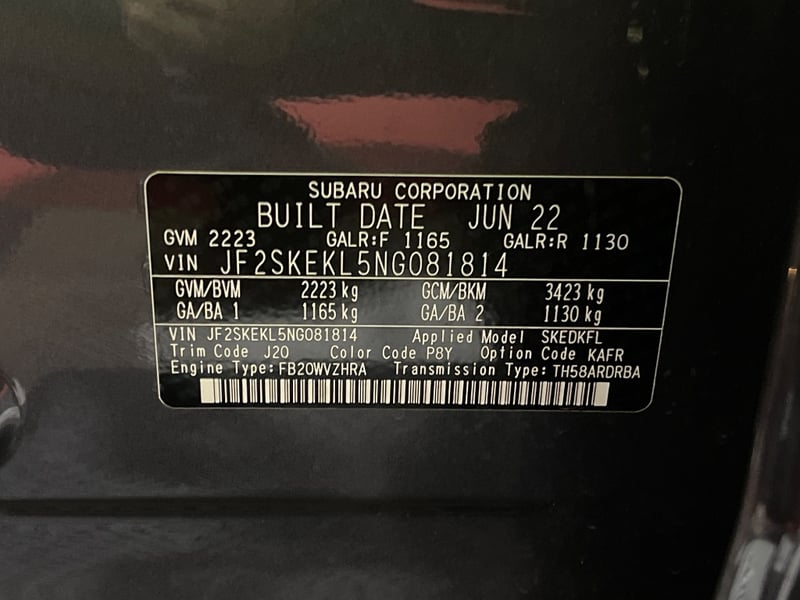 SUBARU CORPORATION
BUILT DATE JUN 22
GVM 2223 GALR:F 1165 GALR:R 1130
VIN JF2SKEKL5NG081814
GVM/BVM 2223 kg GCM/BKM 3423 kg
GA/BA 1 1165 kg GA/BA 2 1130 kg
VIN JF2SKEKL5NG081814 Applied Model SKEDKFL
Trim Code J20 Color Code P8Y Option Code KAFR
Engine Type: FB20WVZHRA Transmission Type: TH58ARDRBA